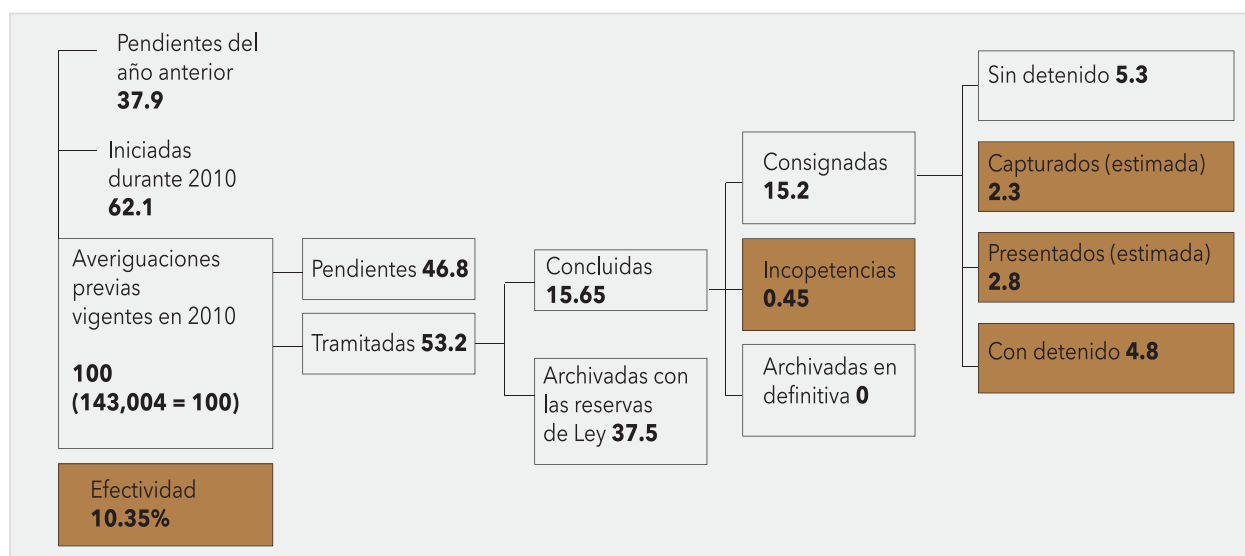 Pendientes del
año anterior
37.9
Iniciadas
durante 2010
62.1
Averiguaciones
previas
vigentes en 2010
100
(143,004 = 100)
Efectividad
10.35%
Pendientes 46.8
Tramitadas 53.2
Concluidas
15.65
Archivadas con
las reservas
de Ley 37.5
Consignadas
15.2
Incopetencias
0.45
Archivadas en
definitiva 0
Sin detenido 5.3
Capturados (estimada)
2.3
Presentados (estimada)
2.8
Con detenido 4.8